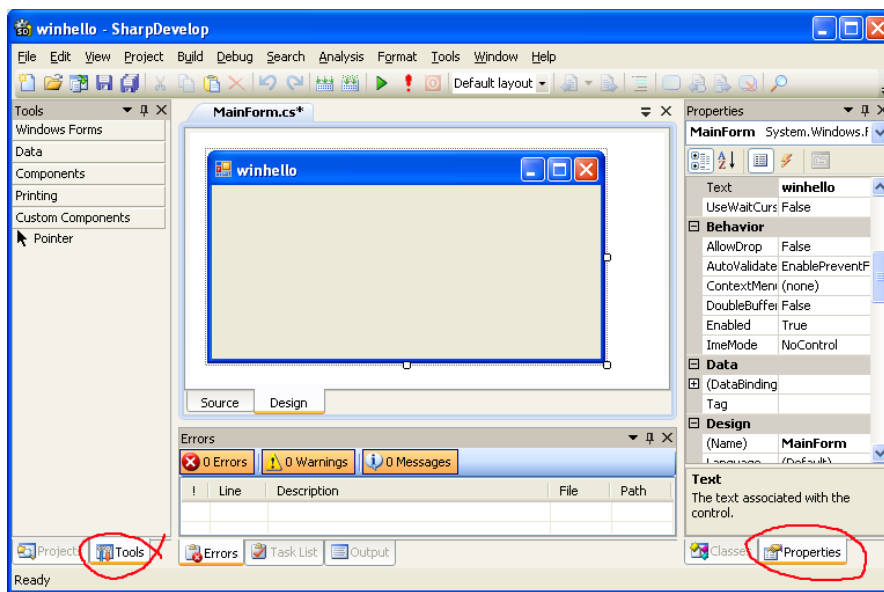 winhello - SharpDevelop
File Edit View Project Build Debug Search Analysis Format Tools Window Help
Default layout
Tools
Windows Forms
Data
Components
Printing
Custom Components
Pointer
MainForm.cs*
winhello
Source Design
Errors
0 Errors 0 Warnings 0 Messages
! Line Description File Path
Properties
MainForm System.Windows.F
Text winhello
UseWaitCurs False
Behavior
AllowDrop False
AutoValidate EnablePreventF
ContextMenu (none)
DoubleBuffer False
Enabled True
ImeMode NoControl
Data
(DataBinding
Tag
Design
(Name) MainForm
Language (Default)
Text
The text associated with the
control.
Projects Tools Errors Task List Output Classes Properties
Ready